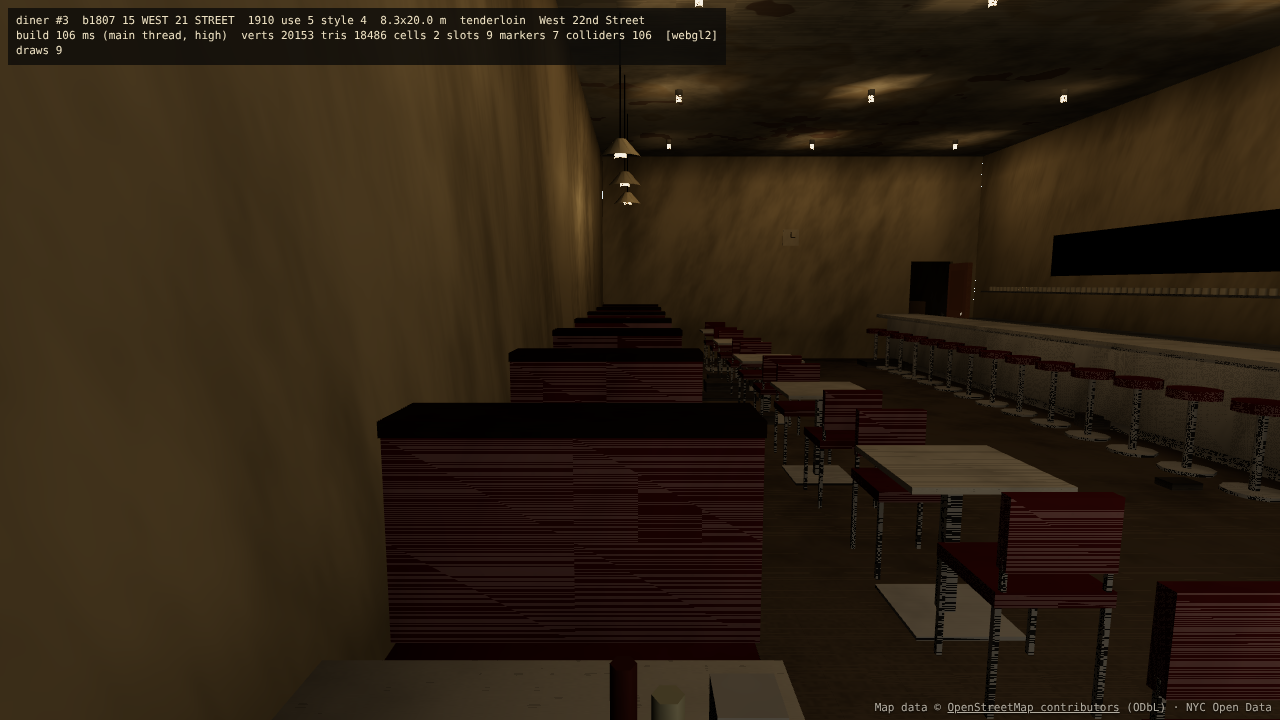 diner #3  b1807 15 WEST 21 STREET  1910 use 5 style 4  8.3x20.0 m  tenderloin  West 22nd Street
build 106 ms (main thread, high)  verts 20153 tris 18486 cells 2 slots 9 markers 7 colliders 106  [webgl2]
draws 9
Map data © OpenStreetMap contributors (ODbL) · NYC Open Data